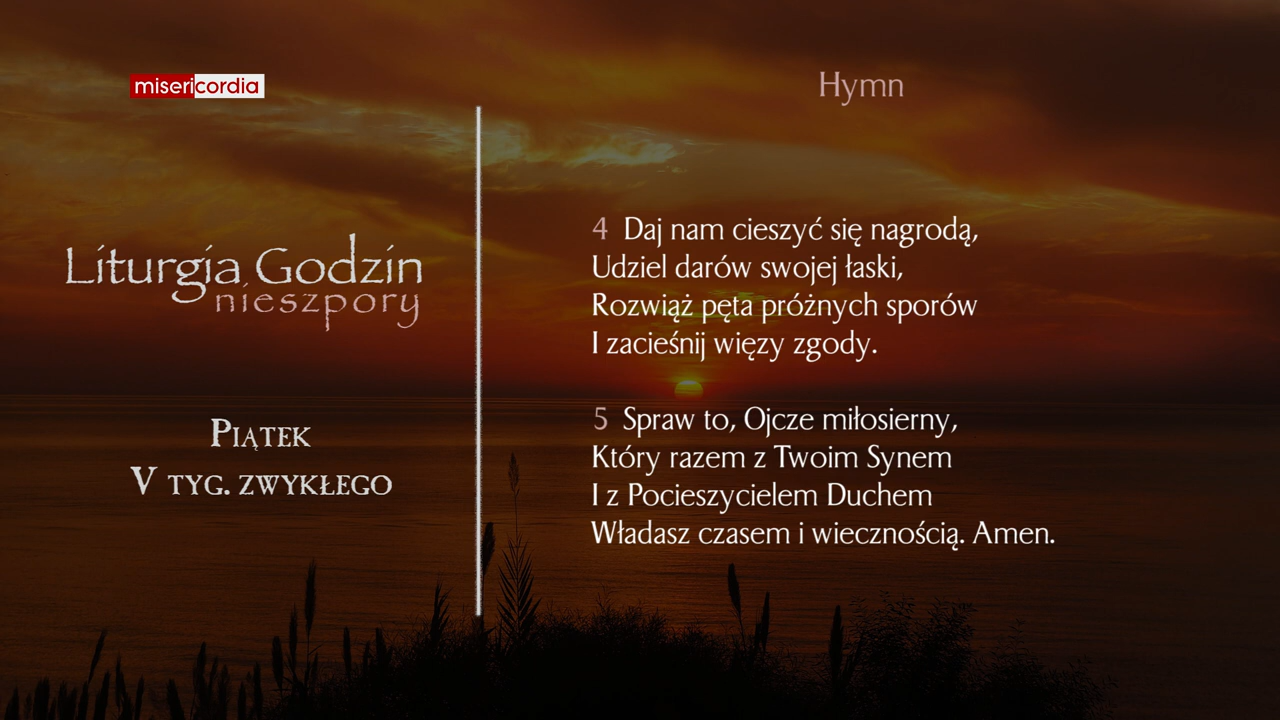 misericordia
Hymn
Liturgia Godzin
nieszpory
Piątek
V tyg. zwykłego
4 Daj nam cieszyć się nagrodą,
Udziel darów swojej łaski,
Rozwiąż pęta próżnych sporów
I zacieśnij więzy zgody.
5 Spraw to, Ojcze miłosierny,
Który razem z Twoim Synem
I z Pocieszycielem Duchem
Władasz czasem i wiecznością. Amen.